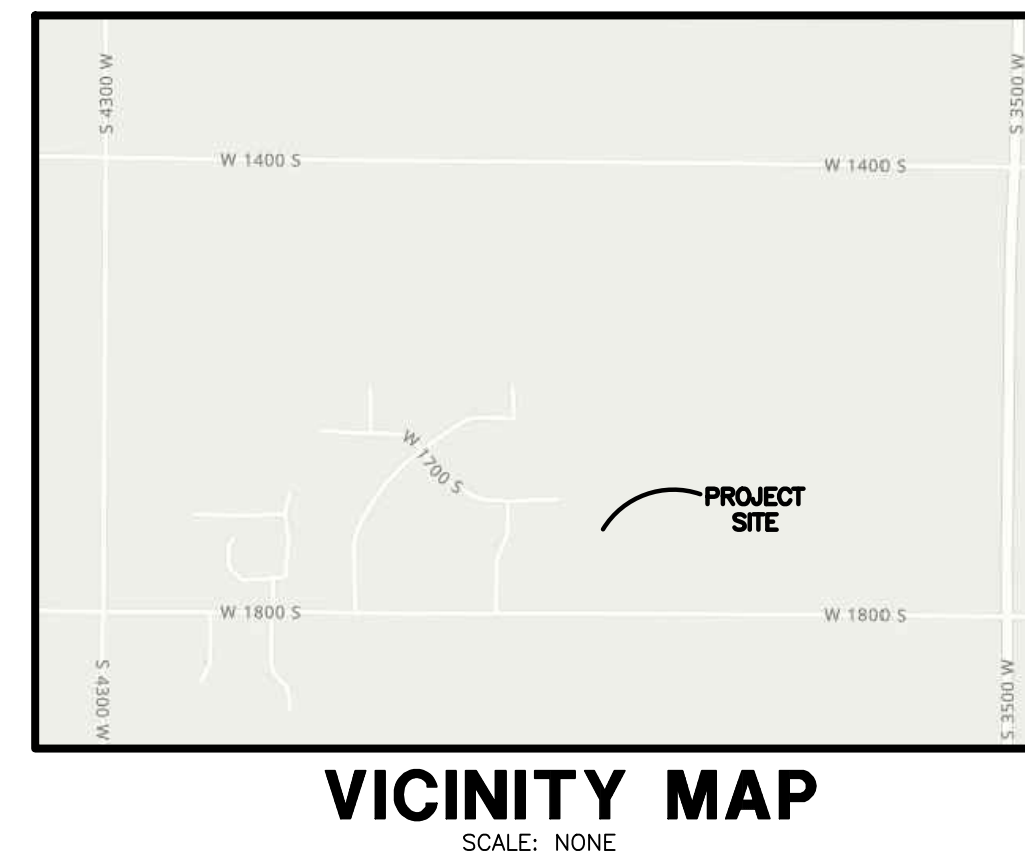 S 4300 W
S 3500 W
W 1400 S
W 1400 S
W 1700 S
PROJECT
SITE
W 1800 S
W 1800 S
S 4300 W
S 3500 W
VICINITY MAP
SCALE: NONE